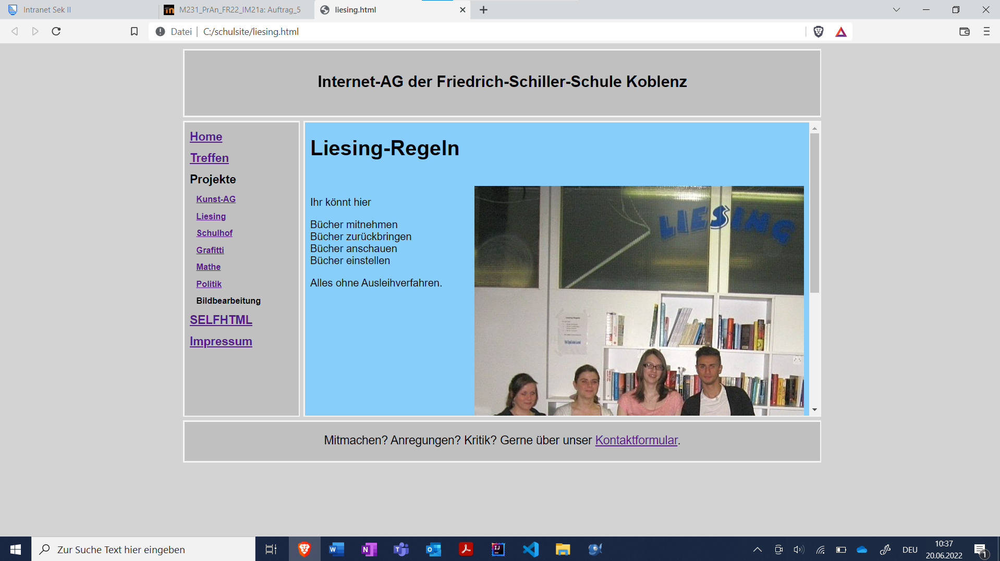 Intranet Sek II
M231_PrAn_FR22_IM21a: Auftrag_5
liesing.html
Datei
C:/schulsite/liesing.html
Internet-AG der Friedrich-Schiller-Schule Koblenz
Home
Treffen
Projekte
Kunst-AG
Liesing
Schulhof
Grafitti
Mathe
Politik
Bildbearbeitung
SELFHTML
Impressum
Liesing-Regeln
Ihr könnt hier
Bücher mitnehmen
Bücher zurückbringen
Bücher anschauen
Bücher einstellen
Alles ohne Ausleihverfahren.
LIESING
Liesing-Regeln
Mitmachen? Anregungen? Kritik? Gerne über unser Kontaktformular.
Zur Suche Text hier eingeben
DEU
10:37
20.06.2022
1